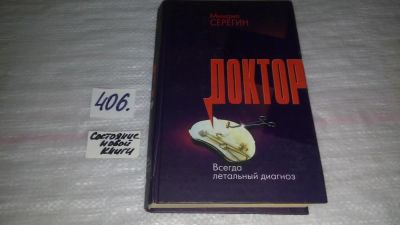 Михаил
СЕРЕГИН
ДОКТОР
Всегда
летальный диагноз
406.
Состояние
новой
книги